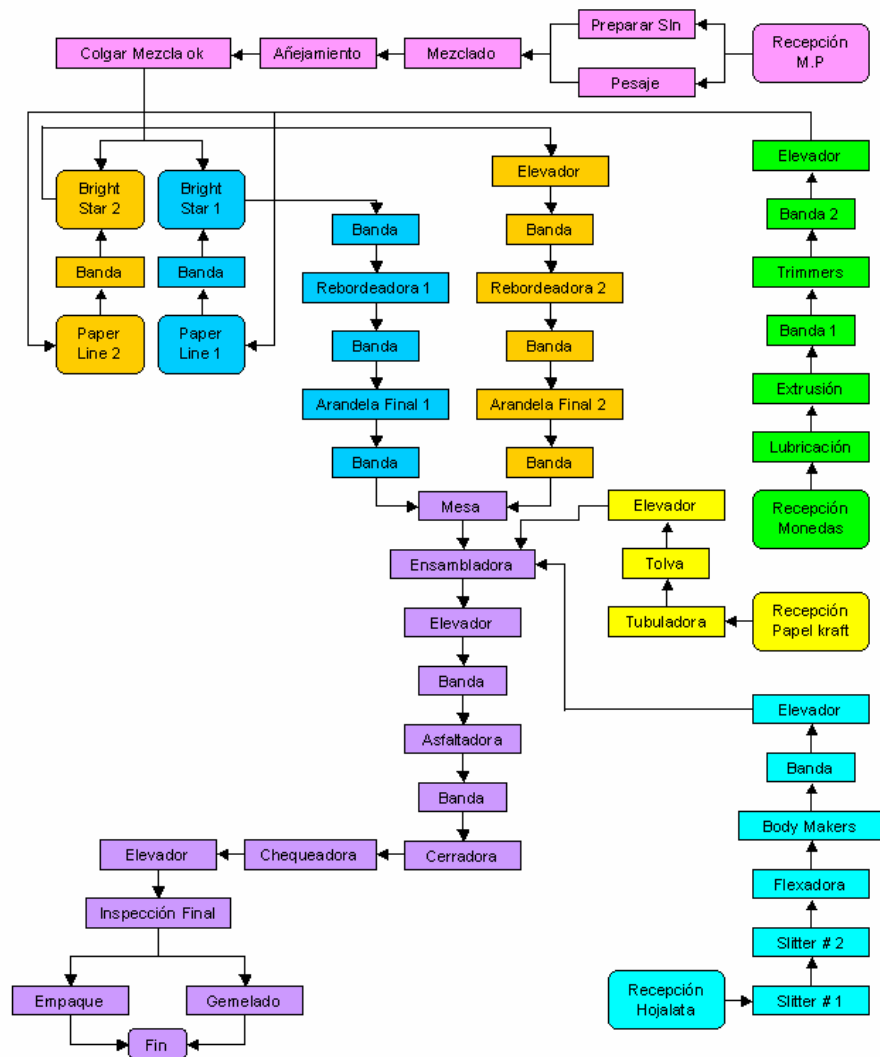 Preparar Sln
Recepción
M.P
Colgar Mezcla ok
Añejamiento
Mezclado
Pesaje
Elevador
Bright
Star 2
Bright
Star 1
Elevador
Banda
Banda
Banda 2
Banda
Banda
Trimmers
Rebordeadora 1
Rebordeadora 2
Paper
Line 2
Paper
Line 1
Banda
Banda
Banda 1
Extrusión
Arandela Final 1
Arandela Final 2
Lubricación
Banda
Banda
Mesa
Elevador
Recepción
Monedas
Ensambladora
Tolva
Elevador
Tubuladora
Recepción
Papel kraft
Banda
Elevador
Asfaltadora
Banda
Banda
Body Makers
Elevador
Chequeadora
Cerradora
Flexadora
Inspección Final
Slitter # 2
Empaque
Gemelado
Recepción
Hojalata
Slitter # 1
Fin